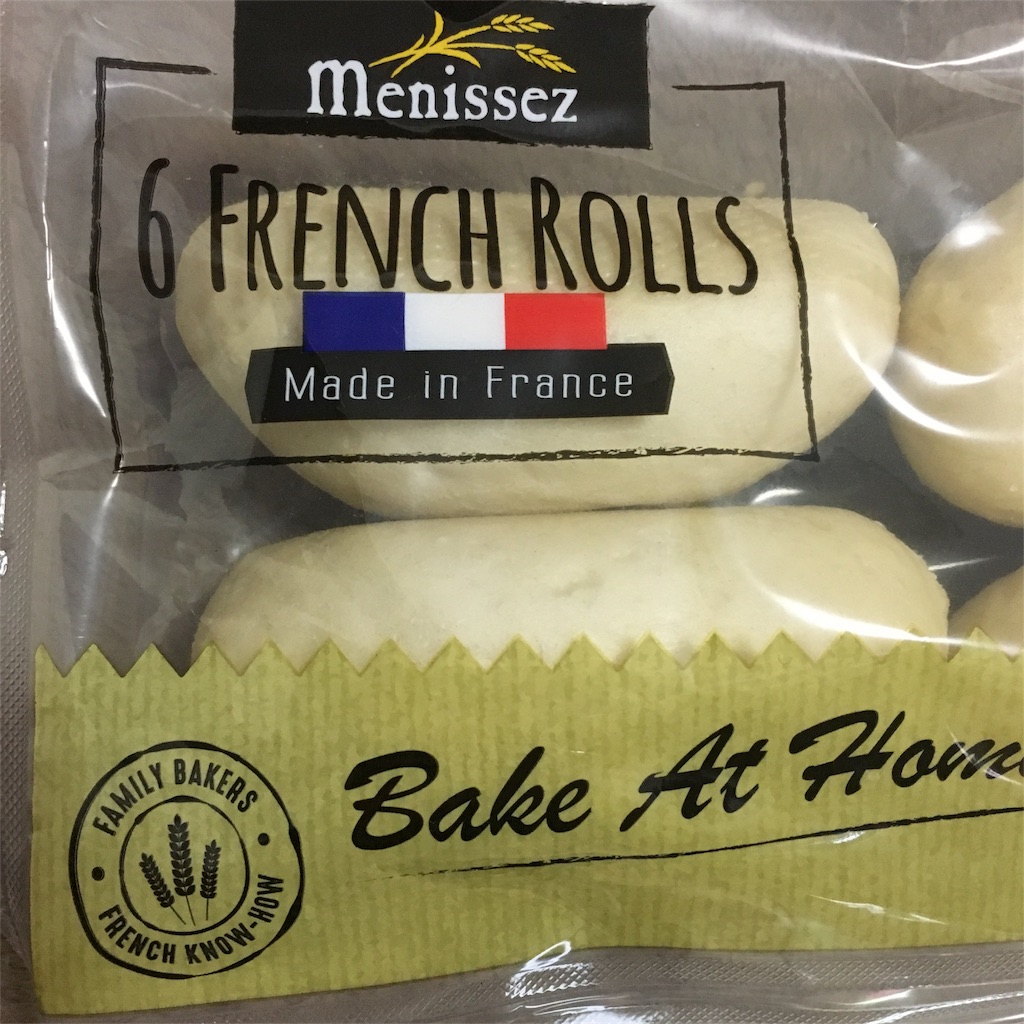 Menissez
6 FRENCH ROLLS
Made in France
Bake At Hom
FAMILY BAKERS
FRENCH KNOW-HOW